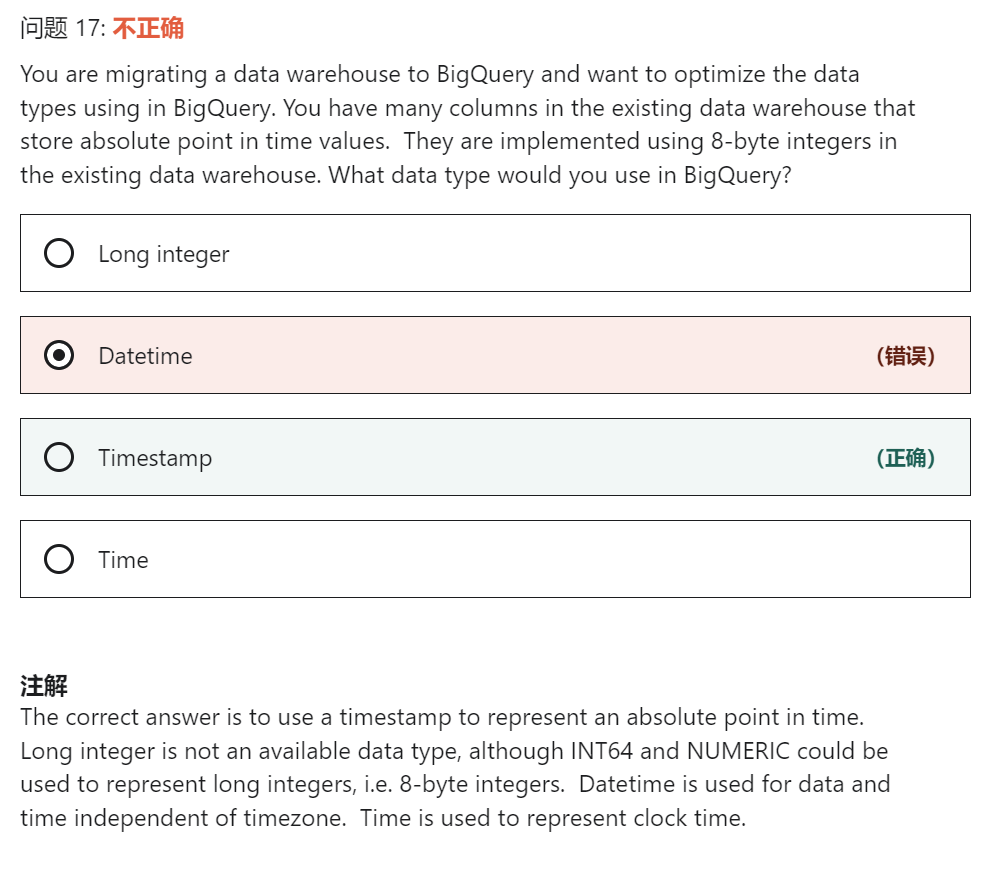 问题 17: 不正确
You are migrating a data warehouse to BigQuery and want to optimize the data
types using in BigQuery. You have many columns in the existing data warehouse that
store absolute point in time values.  They are implemented using 8-byte integers in
the existing data warehouse. What data type would you use in BigQuery?
Long integer
Datetime (错误)
Timestamp (正确)
Time
注解
The correct answer is to use a timestamp to represent an absolute point in time.
Long integer is not an available data type, although INT64 and NUMERIC could be
used to represent long integers, i.e. 8-byte integers.  Datetime is used for data and
time independent of timezone.  Time is used to represent clock time.